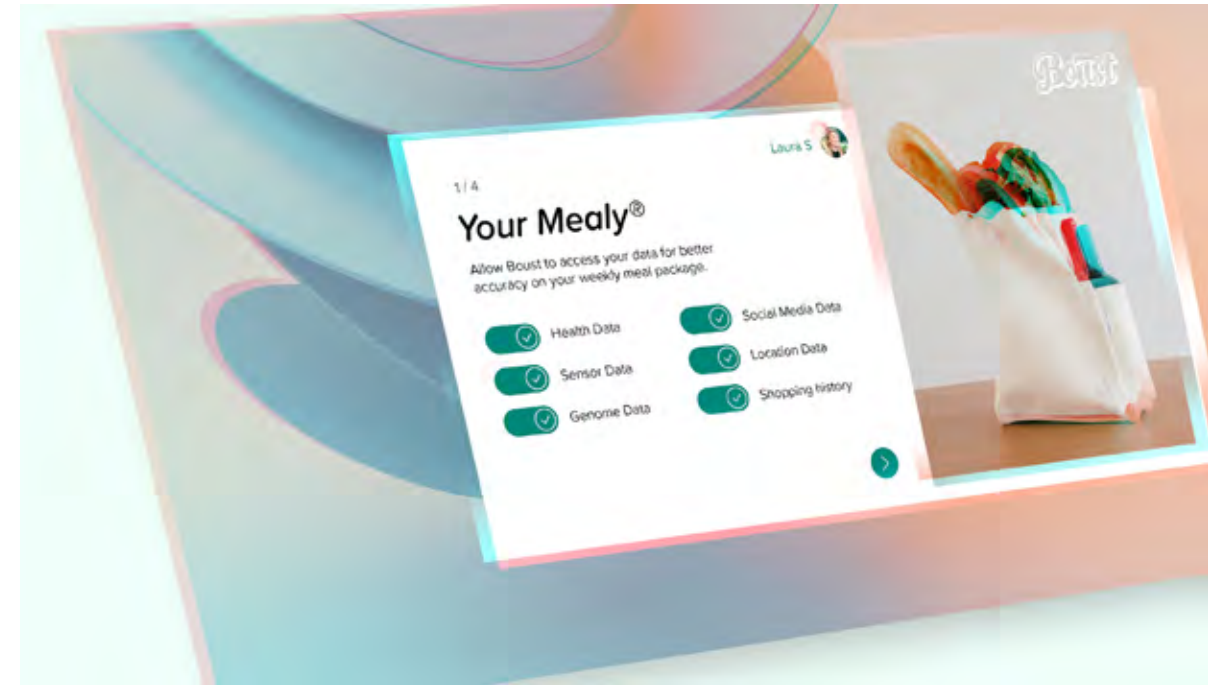 Boust
Laura S
1 / 4
Your Mealy®
Allow Boust to access your data for better
accuracy on your weekly meal package.
Health Data
Social Media Data
Sensor Data
Location Data
Genome Data
Shopping history